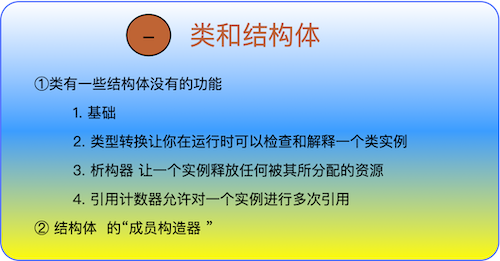 一 类和结构体
①类有一些结构体没有的功能
1. 基础
2. 类型转换让你在运行时可以检查和解释一个类实例
3. 析构器 让一个实例释放任何被其所分配的资源
4. 引用计数器允许对一个实例进行多次引用
② 结构体 的“成员构造器 ”